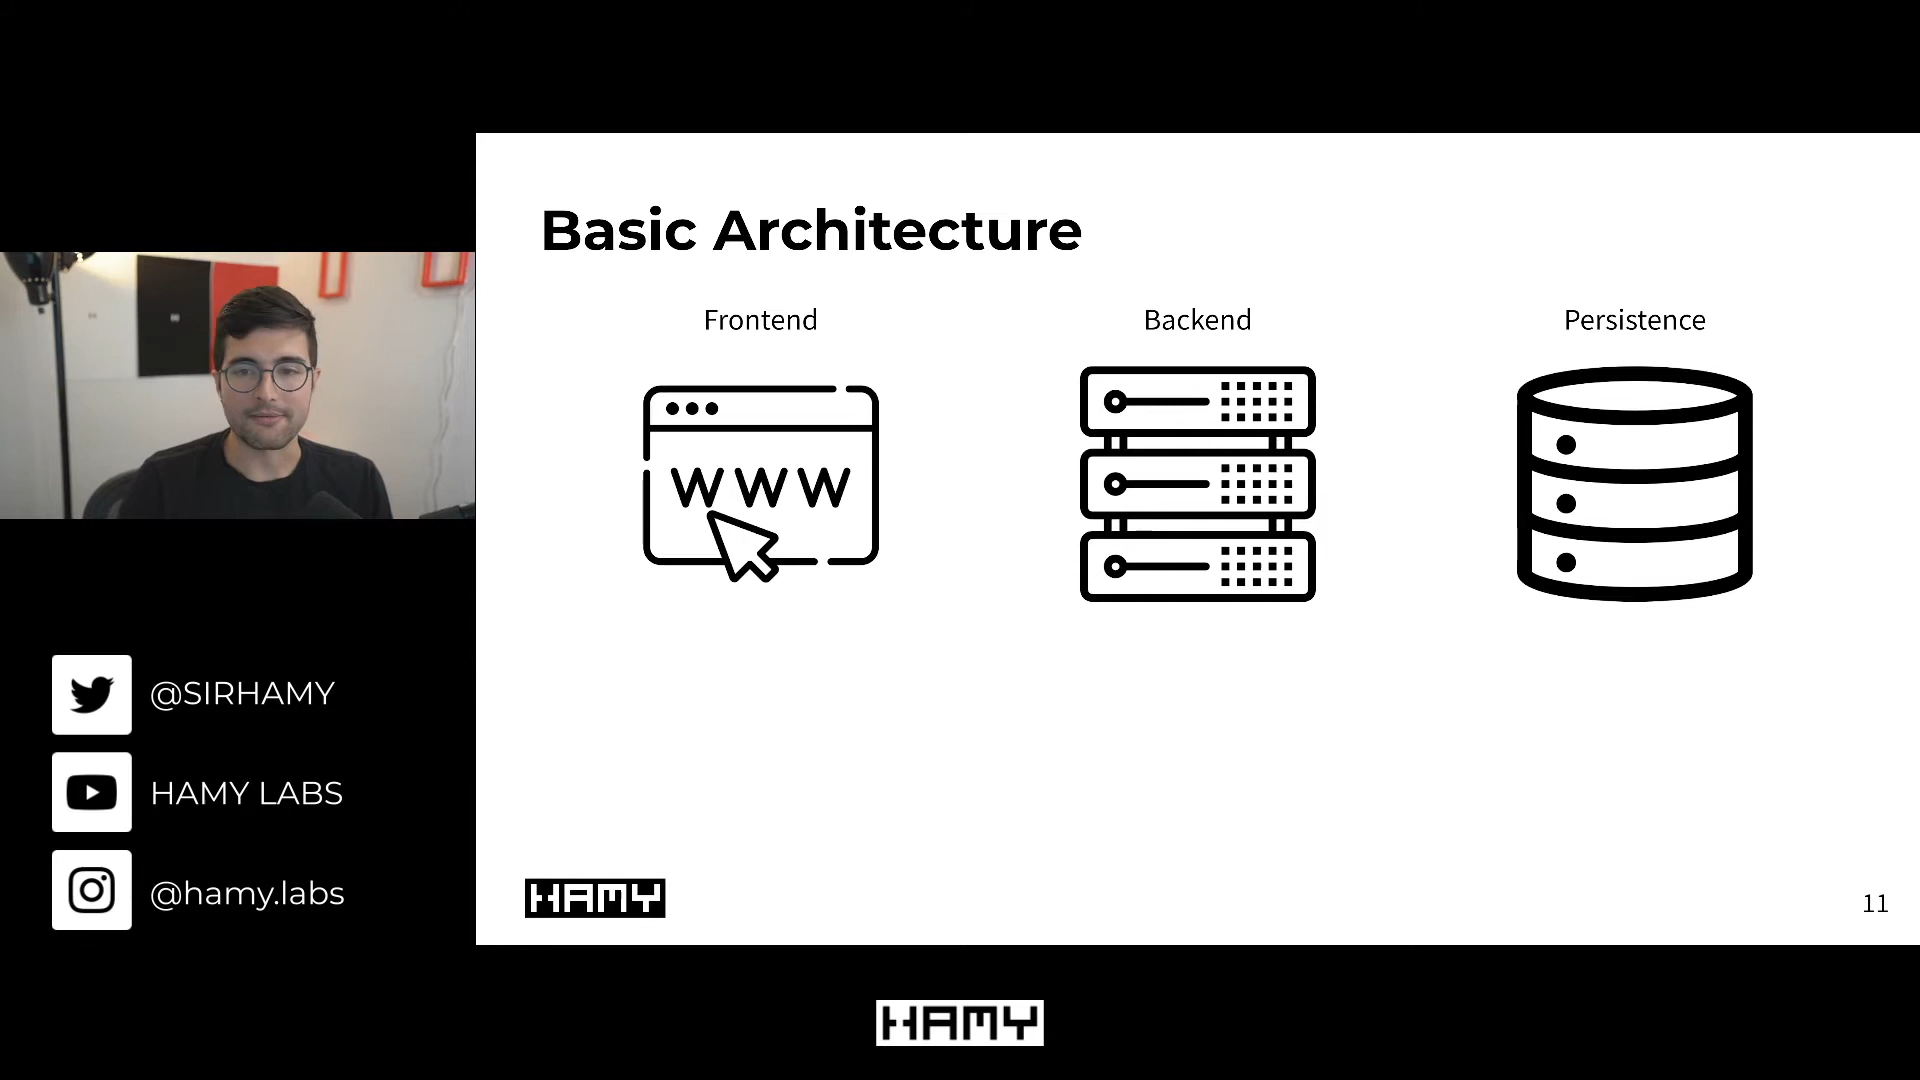 Basic Architecture
Frontend
Backend
Persistence
WWW
@SIRHAMY
HAMY LABS
@hamy.labs
HAMY
11
HAMY